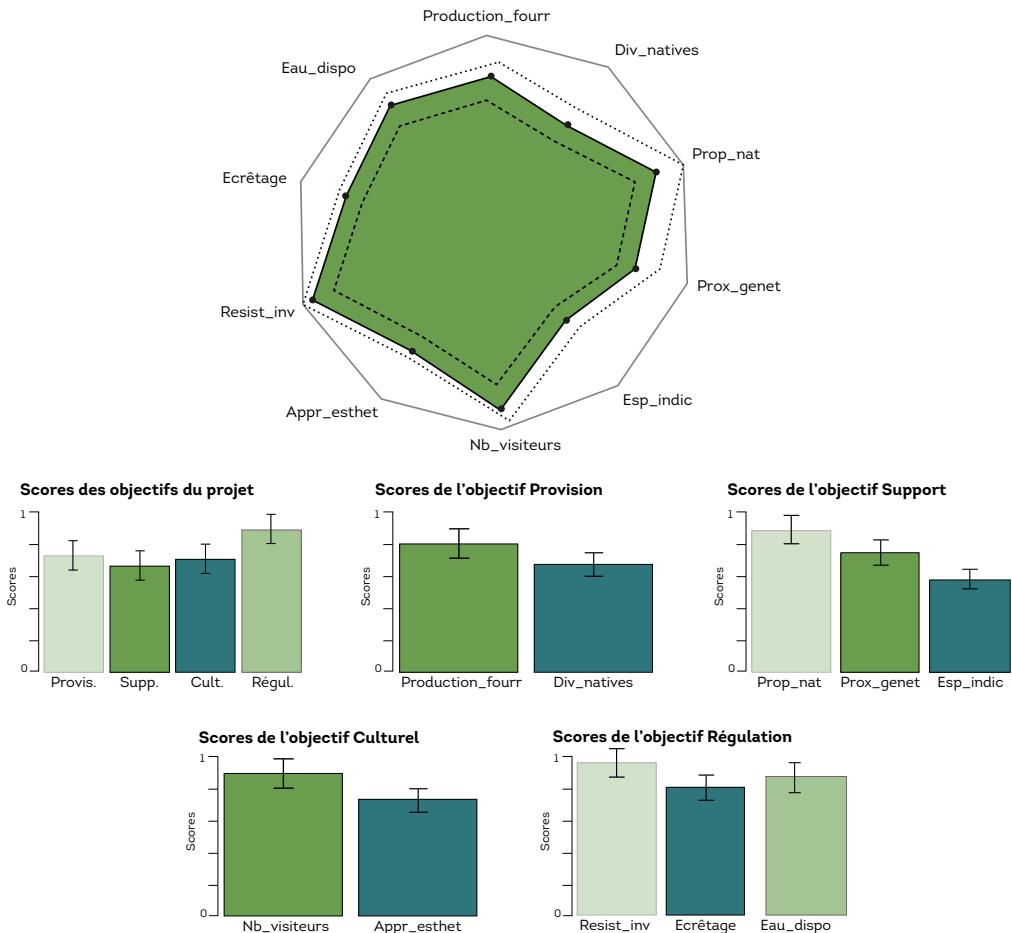 Production_fourr
Div_natives
Eau_dispo
Prop_nat
Ecrêtage
Prox_genet
Resist_inv
Esp_indic
Appr_esthet
Nb_visiteurs
Scores des objectifs du projet
1
Scores
0
Provis. Supp. Cult. Régul.
Scores de l'objectif Provision
1
Scores
0
Production_fourr Div_natives
Scores de l'objectif Support
1
Scores
0
Prop_nat Prox_genet Esp_indic
Scores de l'objectif Culturel
1
Scores
0
Nb_visiteurs Appr_esthet
Scores de l'objectif Régulation
1
Scores
0
Resist_inv Ecrêtage Eau_dispo